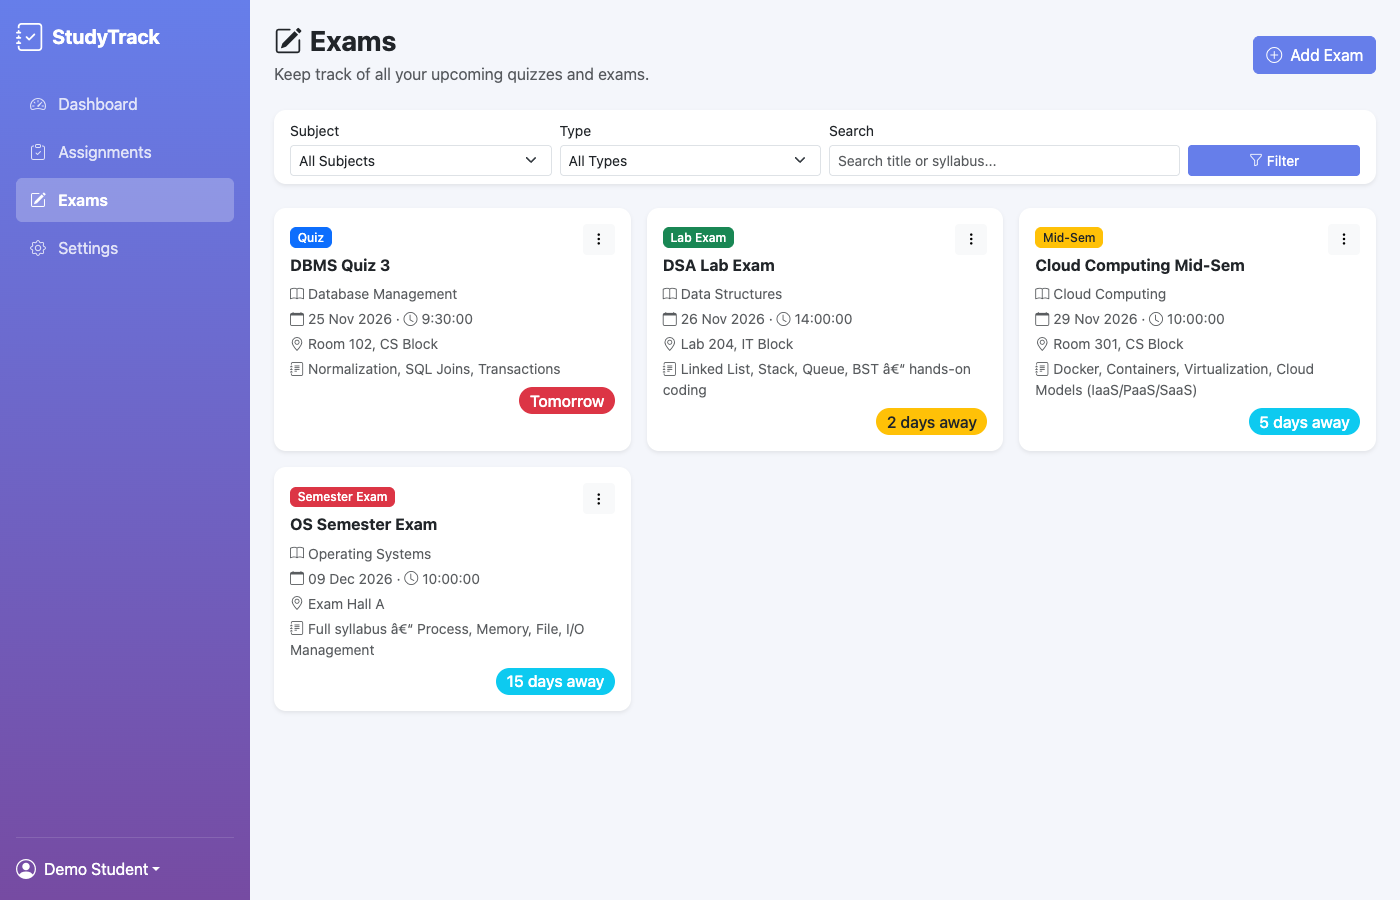 StudyTrack
Dashboard
Assignments
Exams
Settings
Demo Student
Exams
Keep track of all your upcoming quizzes and exams.
Add Exam
Subject
All Subjects
Type
All Types
Search
Search title or syllabus...
Filter
Quiz
DBMS Quiz 3
Database Management
25 Nov 2026 · 9:30:00
Room 102, CS Block
Normalization, SQL Joins, Transactions
Tomorrow
Lab Exam
DSA Lab Exam
Data Structures
26 Nov 2026 · 14:00:00
Lab 204, IT Block
Linked List, Stack, Queue, BST â€“ hands-on
coding
2 days away
Mid-Sem
Cloud Computing Mid-Sem
Cloud Computing
29 Nov 2026 · 10:00:00
Room 301, CS Block
Docker, Containers, Virtualization, Cloud
Models (IaaS/PaaS/SaaS)
5 days away
Semester Exam
OS Semester Exam
Operating Systems
09 Dec 2026 · 10:00:00
Exam Hall A
Full syllabus â€“ Process, Memory, File, I/O
Management
15 days away